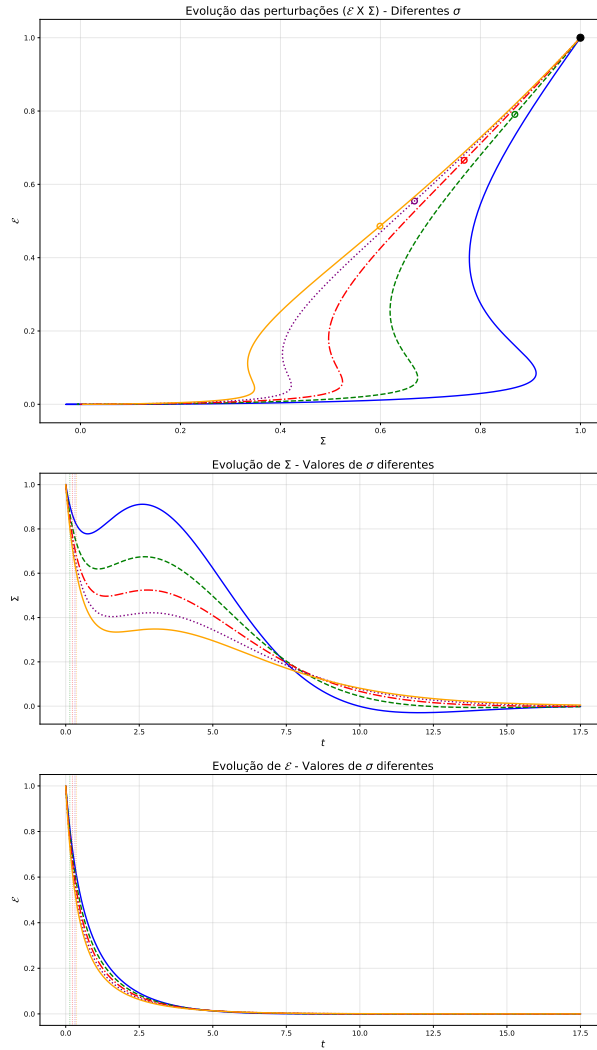 Evolução das perturbações (ℰ X Σ) - Diferentes σ
1.0
0.8
0.6
ℰ
0.4
0.2
0.0
0.0 0.2 0.4 0.6 0.8 1.0
Σ
Evolução de Σ - Valores de σ diferentes
1.0
0.8
0.6
Σ
0.4
0.2
0.0
0.0 2.5 5.0 7.5 10.0 12.5 15.0 17.5
t
Evolução de ℰ - Valores de σ diferentes
1.0
0.8
0.6
ℰ
0.4
0.2
0.0
0.0 2.5 5.0 7.5 10.0 12.5 15.0 17.5
t